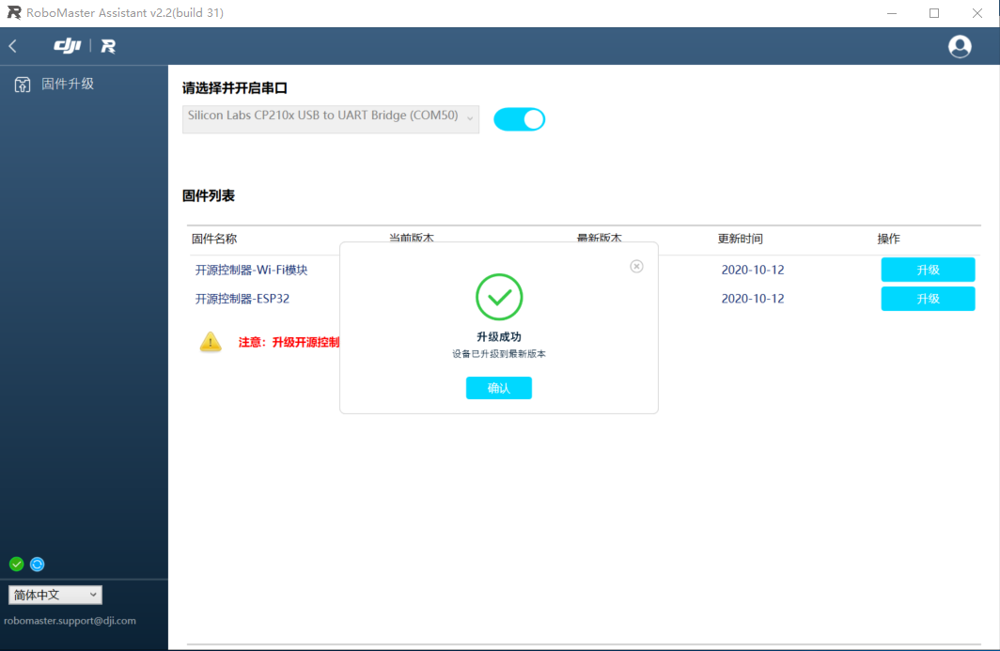 RoboMaster Assistant v2.2(build 31)
dji
固件升级
请选择并开启串口
Silicon Labs CP210x USB to UART Bridge (COM50)
固件列表
固件名称 当前版本 最新版本 更新时间 操作
开源控制器-Wi-Fi模块 2020-10-12 升级
开源控制器-ESP32 2020-10-12 升级
注意：升级开源控制
升级成功
设备已升级到最新版本
确认
简体中文
robomaster.support@dji.com